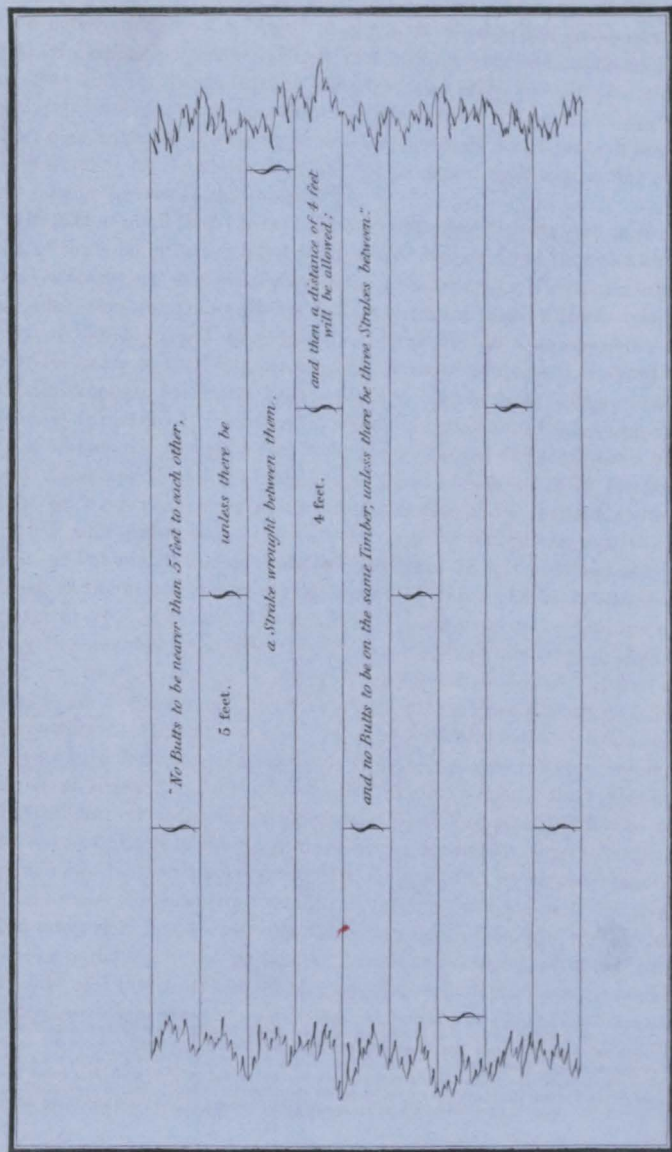 "No Butts to be nearer than 5 feet to each other,
5 feet.
unless there be
a Strake wrought between them.
4 feet.
and then a distance of 4 feet
will be allowed;
and no Butts to be on the same Timber, unless there be three Strakes between."